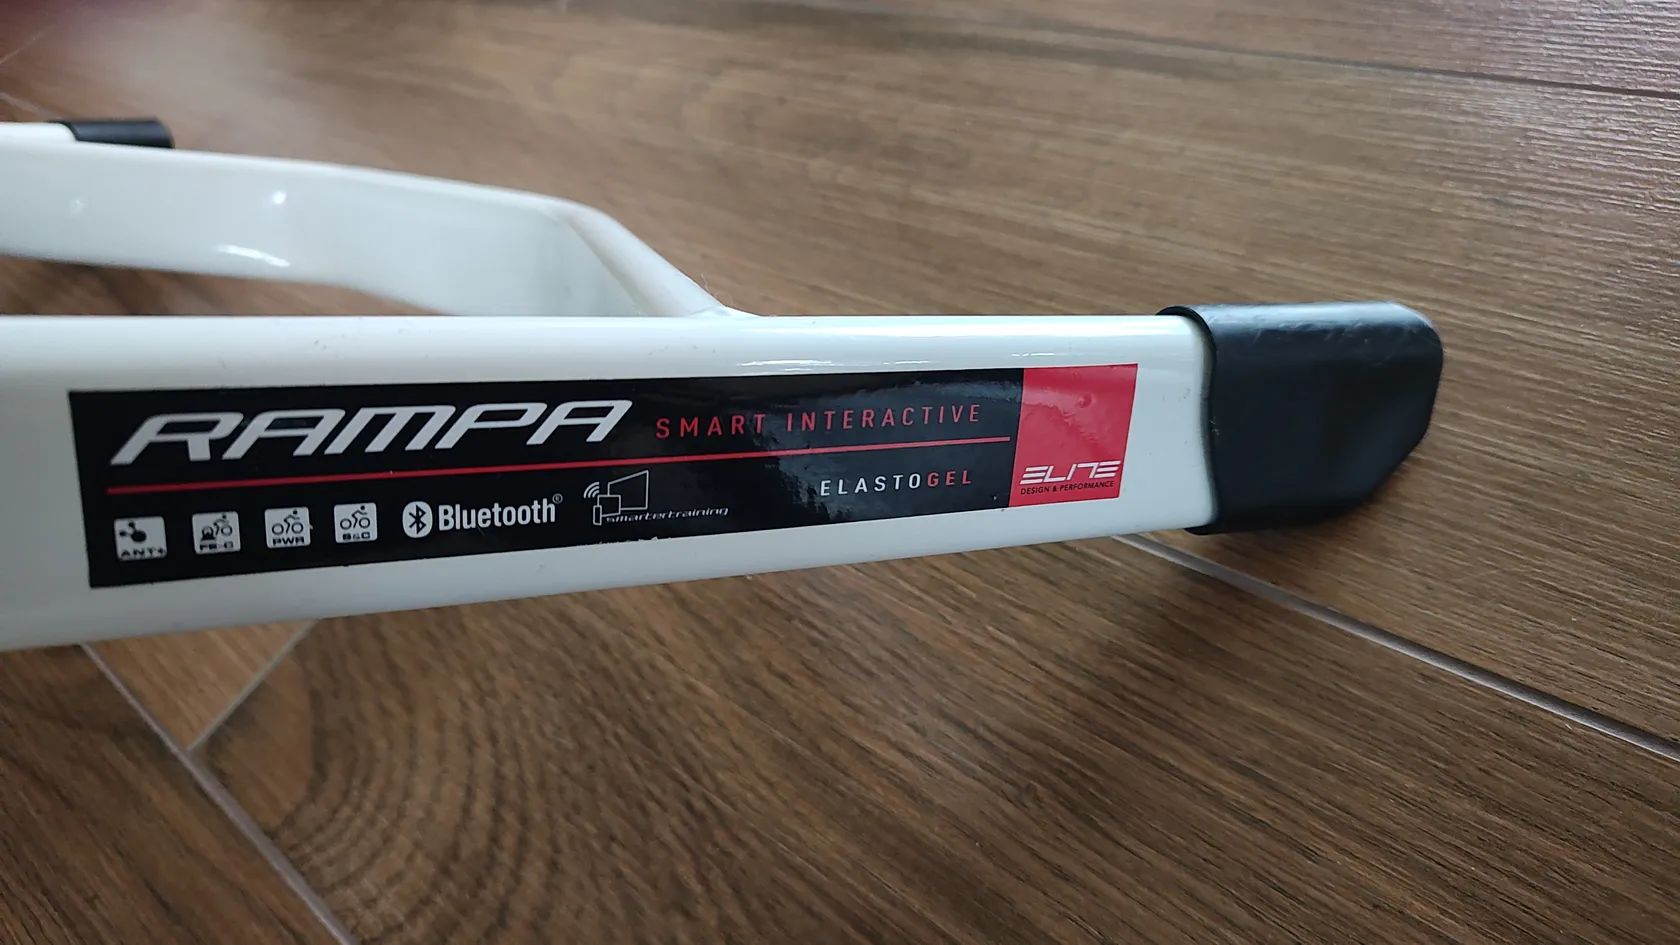 RAMPA SMART INTERACTIVE
ELASTOGEL
ANT+ FE-C PWR S&C Bluetooth® smartertraining
ELITE
DESIGN & PERFORMANCE